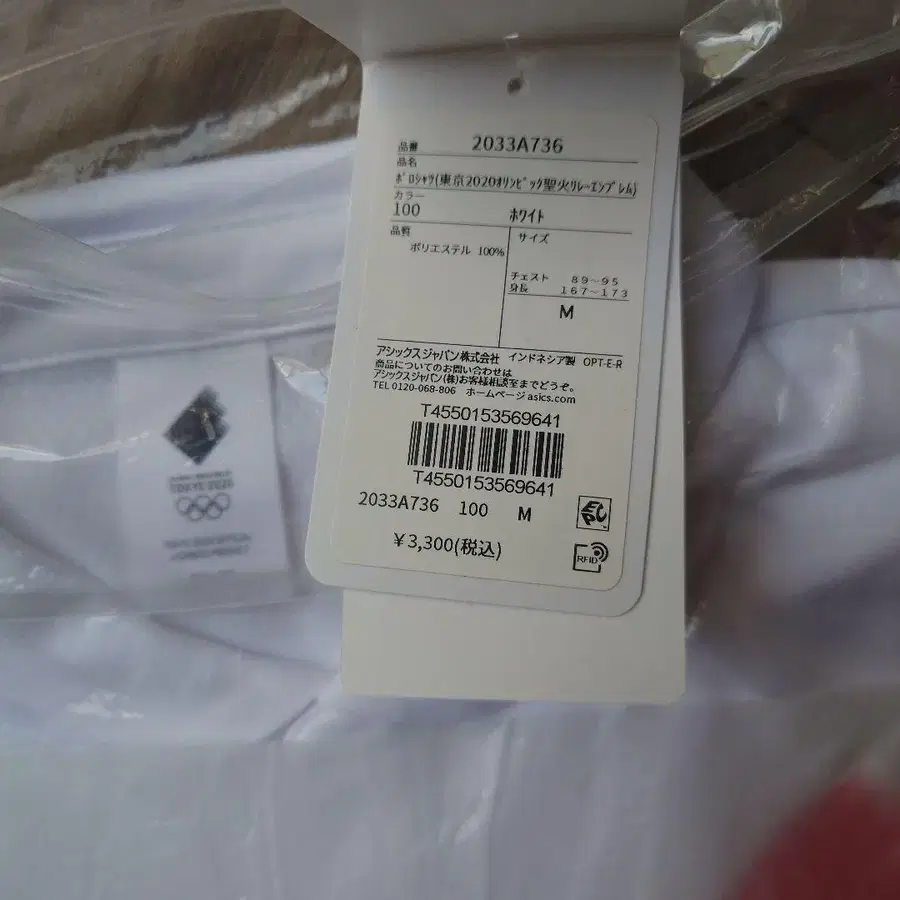 品番 2033A736
品名
ﾎﾟﾛｼｬﾂ(東京2020ｵﾘﾝﾋﾟｯｸ聖火ﾘﾚｰｴﾝﾌﾞﾚﾑ)
カラー
100 ホワイト
品質 サイズ
ポリエステル 100%
チェスト 89~95
身長 167~173
M
アシックスジャパン株式会社 インドネシア製 OPT-E-R
商品についてのお問い合わせは
アシックスジャパン(株)お客様相談室までどうぞ。
TEL 0120-068-806 ホームページ asics.com
T4550153569641
T4550153569641
2033A736 100 M
EPC
¥3,300(税込)
RFID